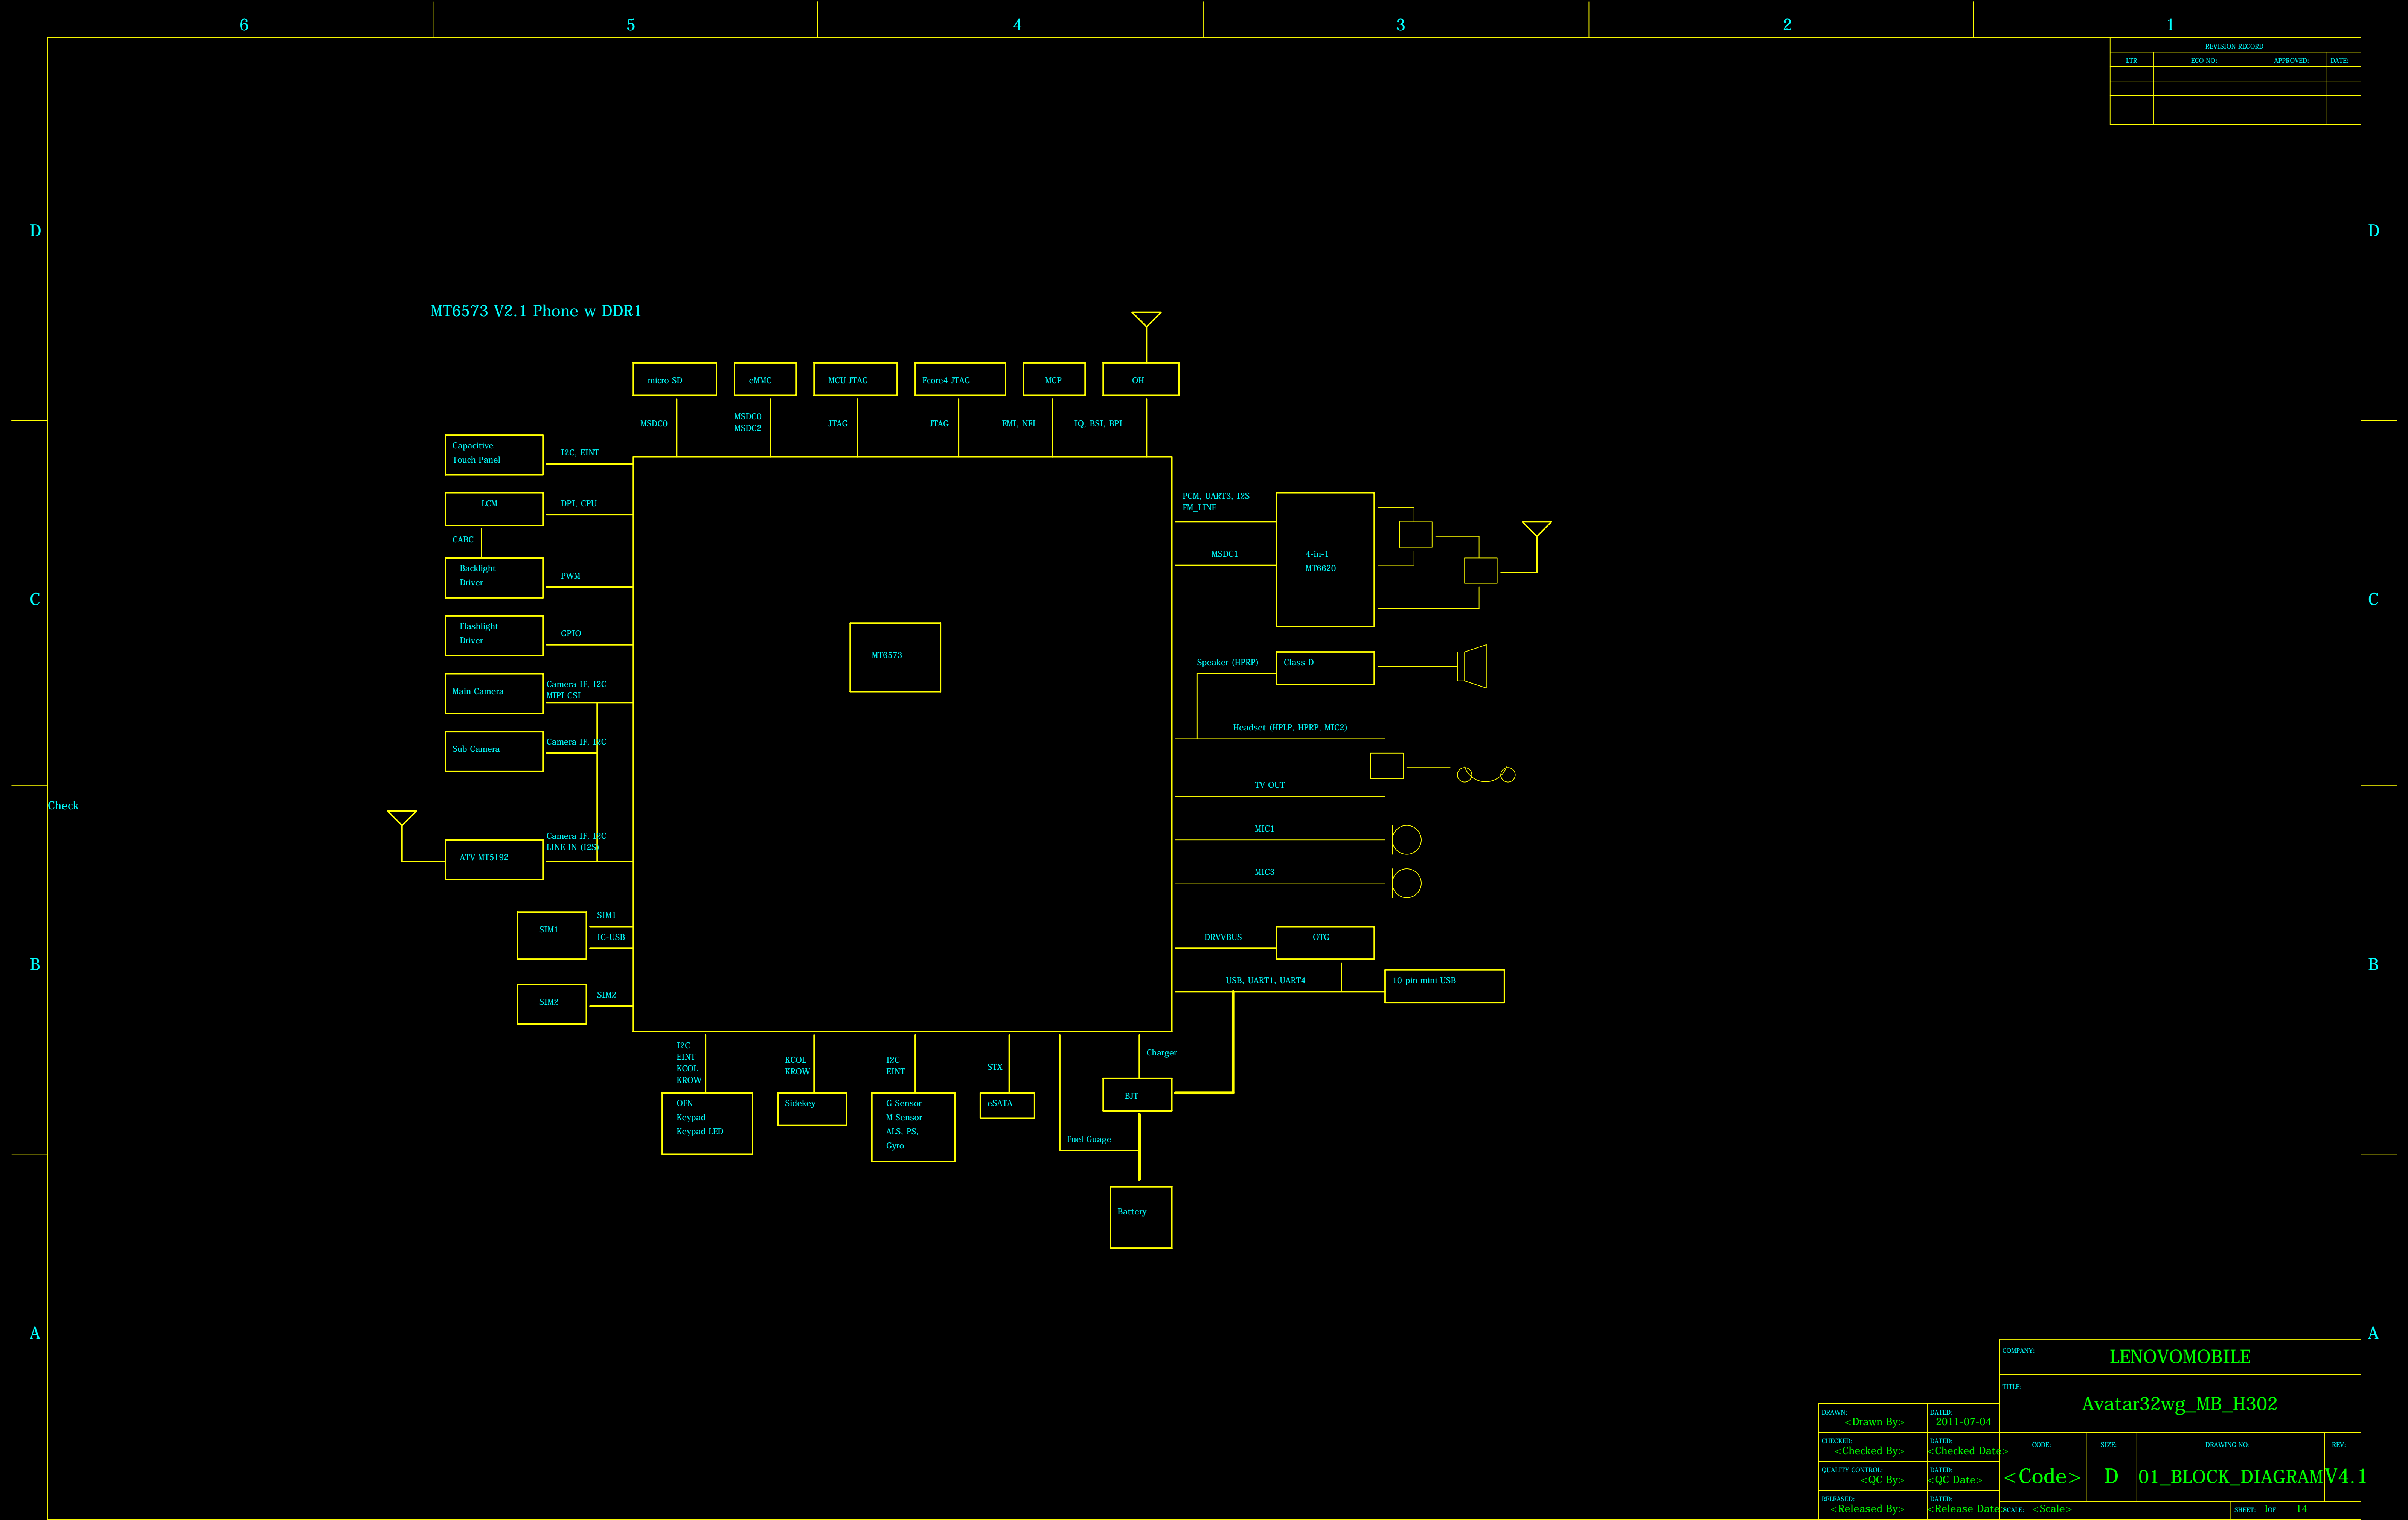 6 5 4 3 2 1
REVISION RECORD
LTR ECO NO: APPROVED: DATE:
D D
MT6573 V2.1 Phone w DDR1
micro SD eMMC MCU JTAG Fcore4 JTAG MCP OH
MSDC0
MSDC0
MSDC2
JTAG
JTAG
EMI, NFI
IQ, BSI, BPI
Capacitive
Touch Panel
I2C, EINT
LCM
DPI, CPU
CABC
Backlight
Driver
PWM
Flashlight
Driver
GPIO
Main Camera
Camera IF, I2C
MIPI CSI
Sub Camera
Camera IF, I2C
Check
ATV MT5192
Camera IF, I2C
LINE IN (I2S)
SIM1
SIM1
IC-USB
SIM2
SIM2
MT6573
PCM, UART3, I2S
FM_LINE
MSDC1
4-in-1
MT6620
C C
Speaker (HPRP)
Class D
Headset (HPLP, HPRP, MIC2)
TV OUT
MIC1
MIC3
DRVVBUS
OTG
B B
USB, UART1, UART4
10-pin mini USB
I2C
EINT
KCOL
KROW
OFN
Keypad
Keypad LED
KCOL
KROW
Sidekey
I2C
EINT
G Sensor
M Sensor
ALS, PS,
Gyro
STX
eSATA
Charger
BJT
Fuel Guage
Battery
A A
COMPANY:
LENOVOMOBILE
TITLE:
Avatar32wg_MB_H302
DRAWN:
<Drawn By>
DATED:
2011-07-04
CHECKED:
<Checked By>
DATED:
<Checked Date>
QUALITY CONTROL:
<QC By>
DATED:
<QC Date>
RELEASED:
<Released By>
DATED:
<Release Date>
CODE:
<Code>
SIZE:
D
DRAWING NO:
01_BLOCK_DIAGRAM
REV:
V4.1
SCALE: <Scale>
SHEET: 1 OF 14